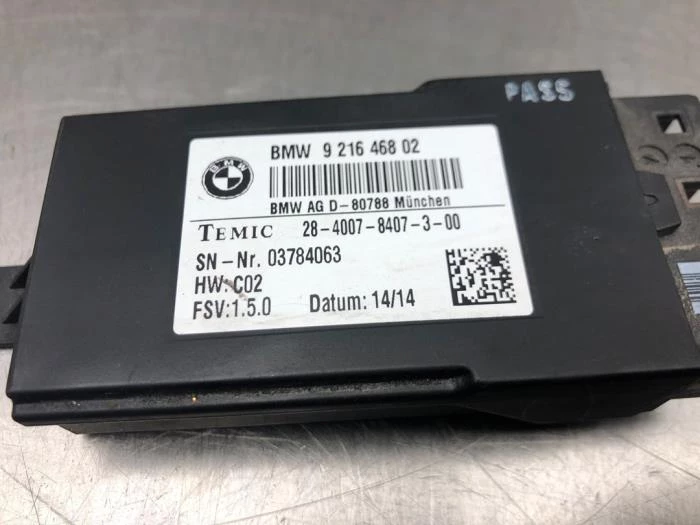 PASS
BMW
BMW 9 216 468 02
BMW AG D-80788 München
TEMIC 28-4007-8407-3-00
SN-Nr. 03784063
HW: C02
FSV:1.5.0 Datum: 14/14